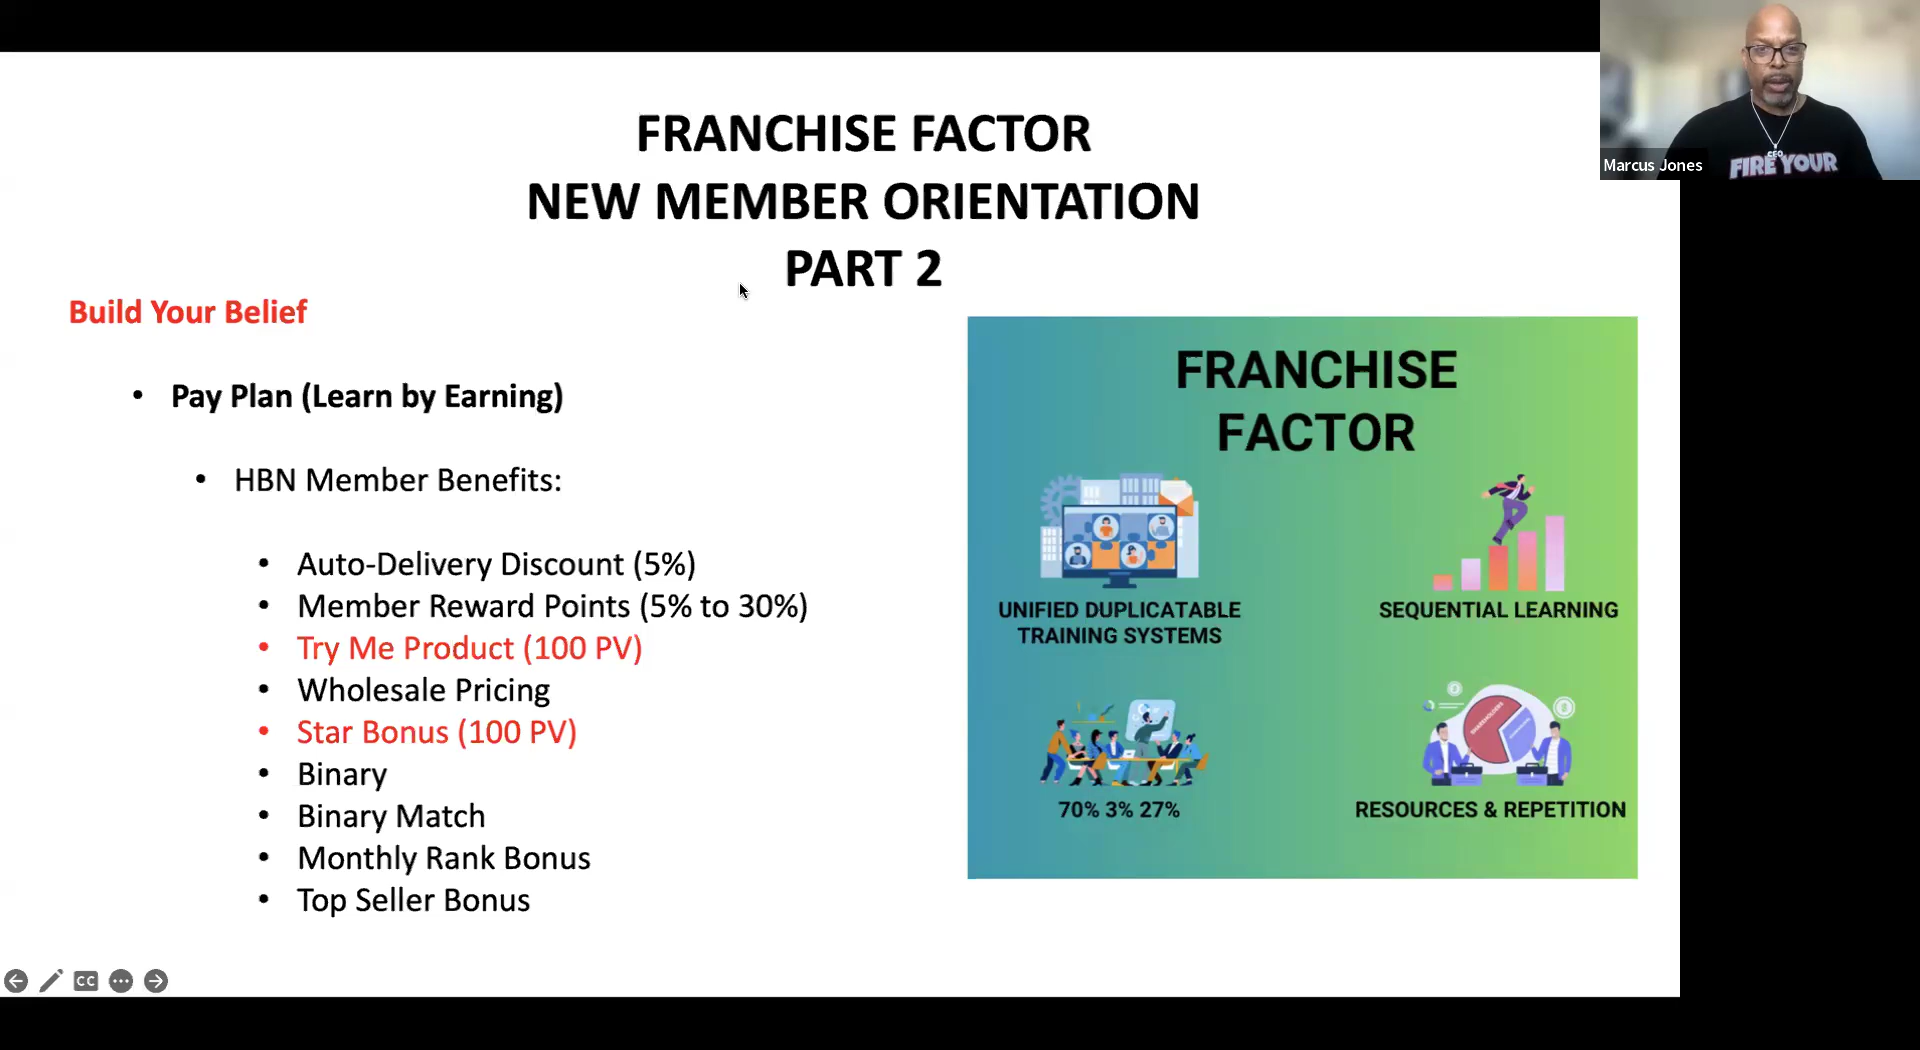 FRANCHISE FACTOR
NEW MEMBER ORIENTATION
PART 2
Marcus Jones
CEO
FIRE YOUR
Build Your Belief
• Pay Plan (Learn by Earning)
• HBN Member Benefits:
• Auto-Delivery Discount (5%)
• Member Reward Points (5% to 30%)
• Try Me Product (100 PV)
• Wholesale Pricing
• Star Bonus (100 PV)
• Binary
• Binary Match
• Monthly Rank Bonus
• Top Seller Bonus
FRANCHISE
FACTOR
UNIFIED DUPLICATABLE
TRAINING SYSTEMS
SEQUENTIAL LEARNING
70% 3% 27%
RESOURCES & REPETITION
CC